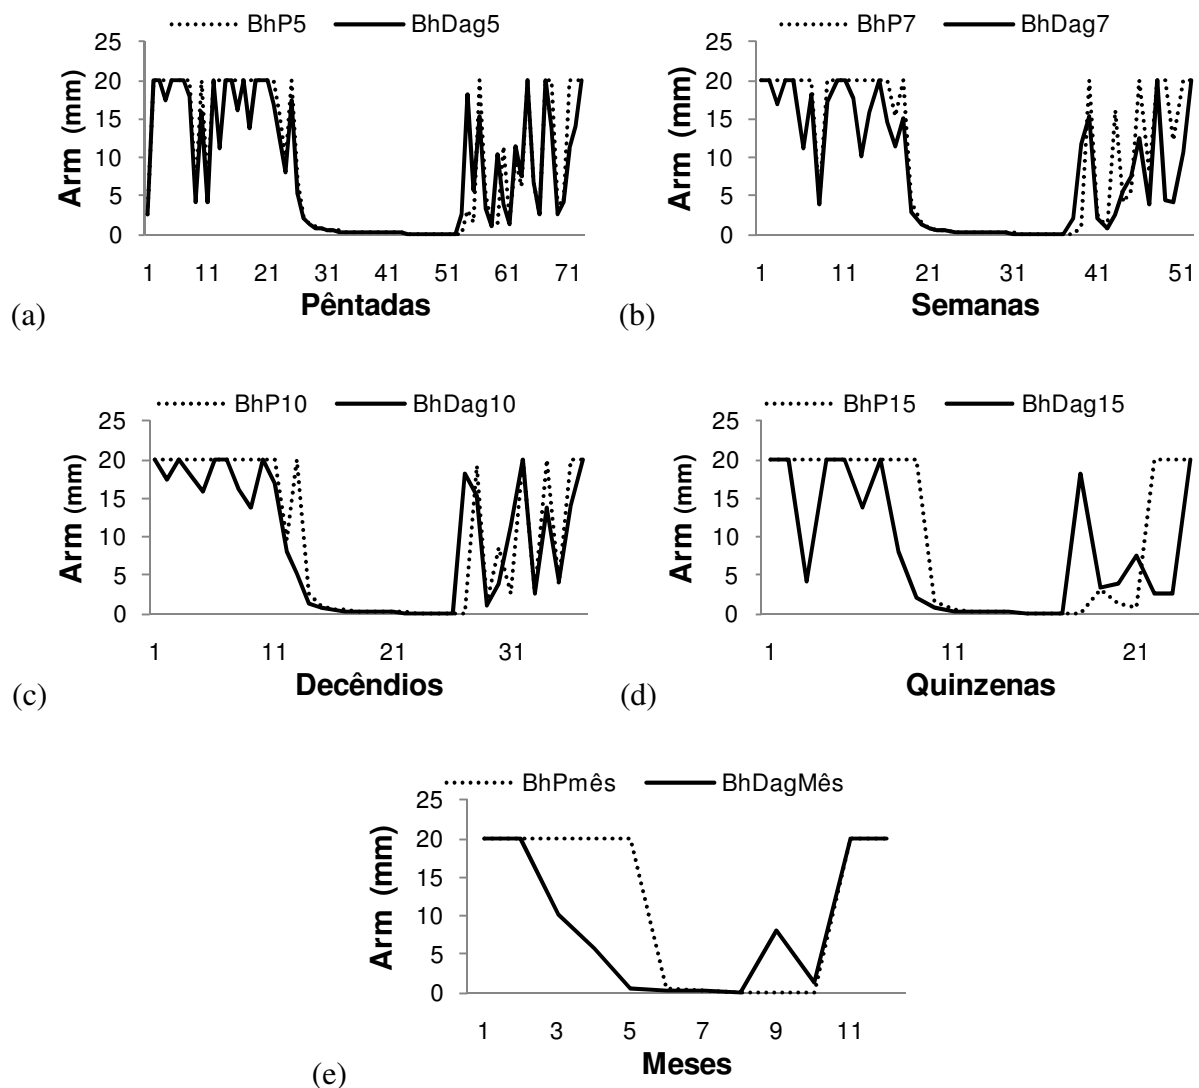 BhP5 BhDag5
25
20
15
10
5
0
Arm (mm)
1 11 21 31 41 51 61 71
Pêntadas
(a)
BhP7 BhDag7
25
20
15
10
5
0
Arm (mm)
1 11 21 31 41 51
Semanas
(b)
BhP10 BhDag10
25
20
15
10
5
0
Arm (mm)
1 11 21 31
Decêndios
(c)
BhP15 BhDag15
25
20
15
10
5
0
Arm (mm)
1 11 21
Quinzenas
(d)
BhPmês BhDagMês
25
20
15
10
5
0
Arm (mm)
1 3 5 7 9 11
Meses
(e)